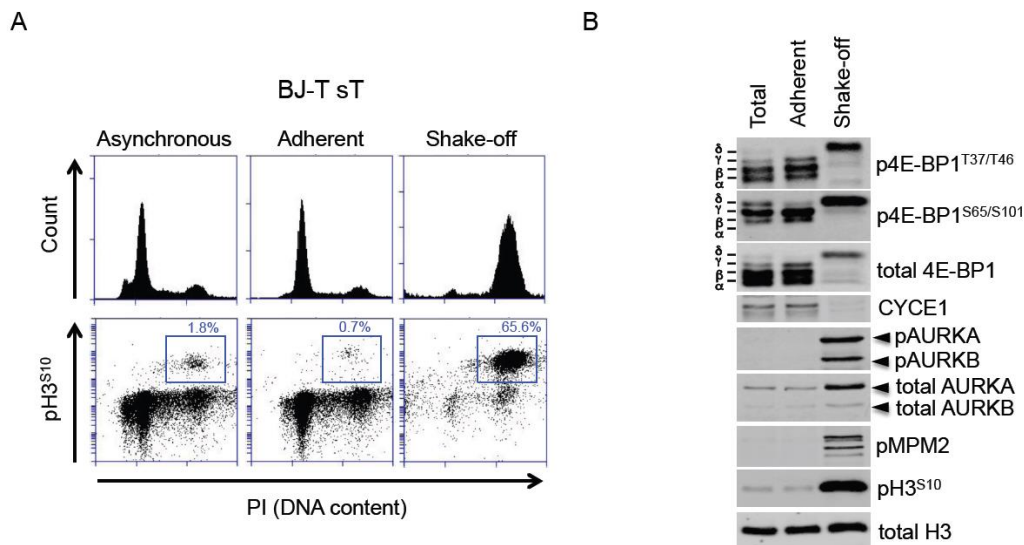 A
BJ-T sT
Asynchronous Adherent Shake-off
Count
1.8% 0.7% 65.6%
pH3S10
PI (DNA content)
B
Total Adherent Shake-off
δ
γ
β
α
p4E-BP1T37/T46
δ
γ
β
α
p4E-BP1S65/S101
δ
γ
β
α
total 4E-BP1
CYCE1
pAURKA
pAURKB
total AURKA
total AURKB
pMPM2
pH3S10
total H3